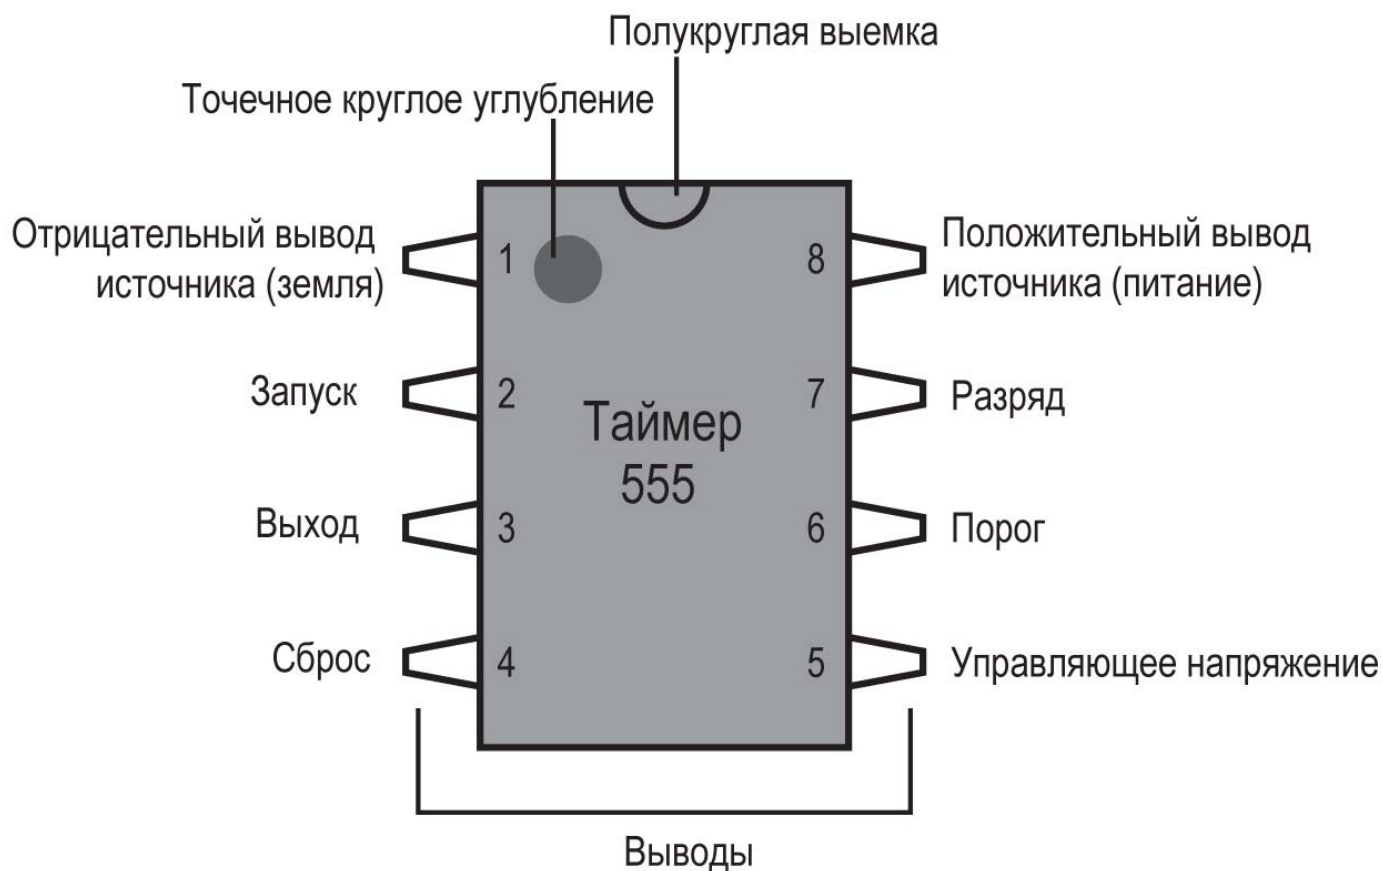 Полукруглая выемка
Точечное круглое углубление
Отрицательный вывод
источника (земля)
1
8
Положительный вывод
источника (питание)
Запуск
2
7
Разряд
Таймер
555
Выход
3
6
Порог
Сброс
4
5
Управляющее напряжение
Выводы